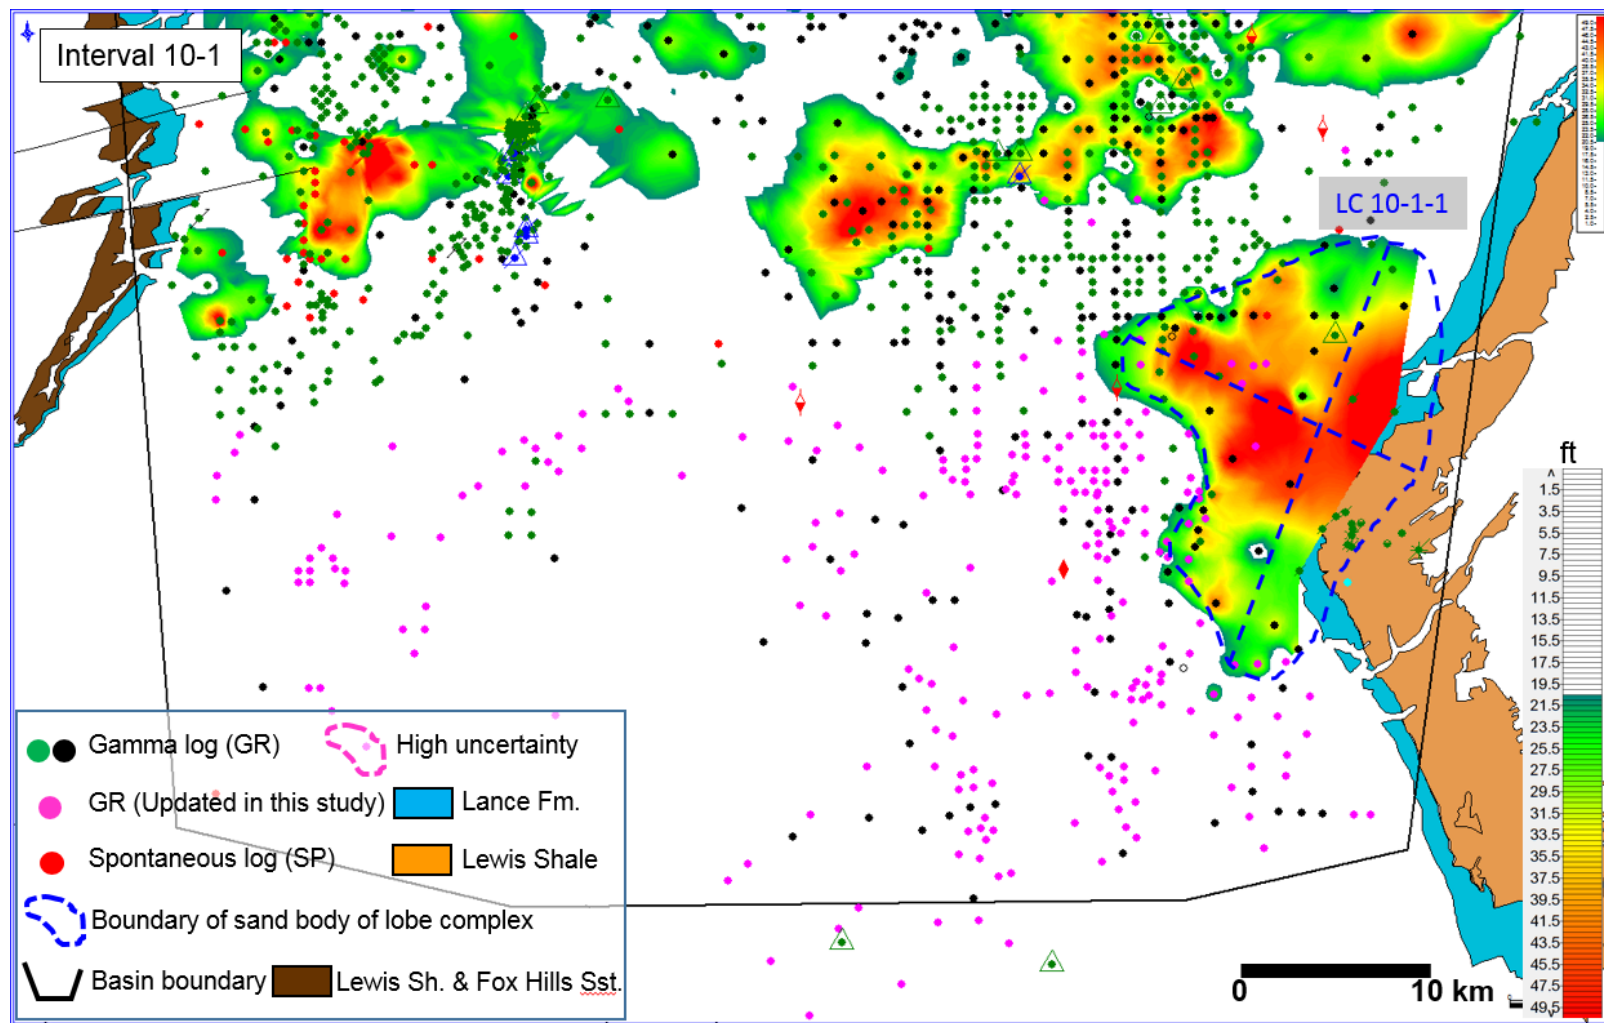 Interval 10-1
LC 10-1-1
ft
1.5
3.5
5.5
7.5
9.5
11.5
13.5
15.5
17.5
19.5
21.5
23.5
25.5
27.5
29.5
31.5
33.5
35.5
37.5
39.5
41.5
43.5
45.5
47.5
49.5
Gamma log (GR)
High uncertainty
GR (Updated in this study)
Lance Fm.
Spontaneous log (SP)
Lewis Shale
Boundary of sand body of lobe complex
Basin boundary
Lewis Sh. & Fox Hills Sst.
0 10 km